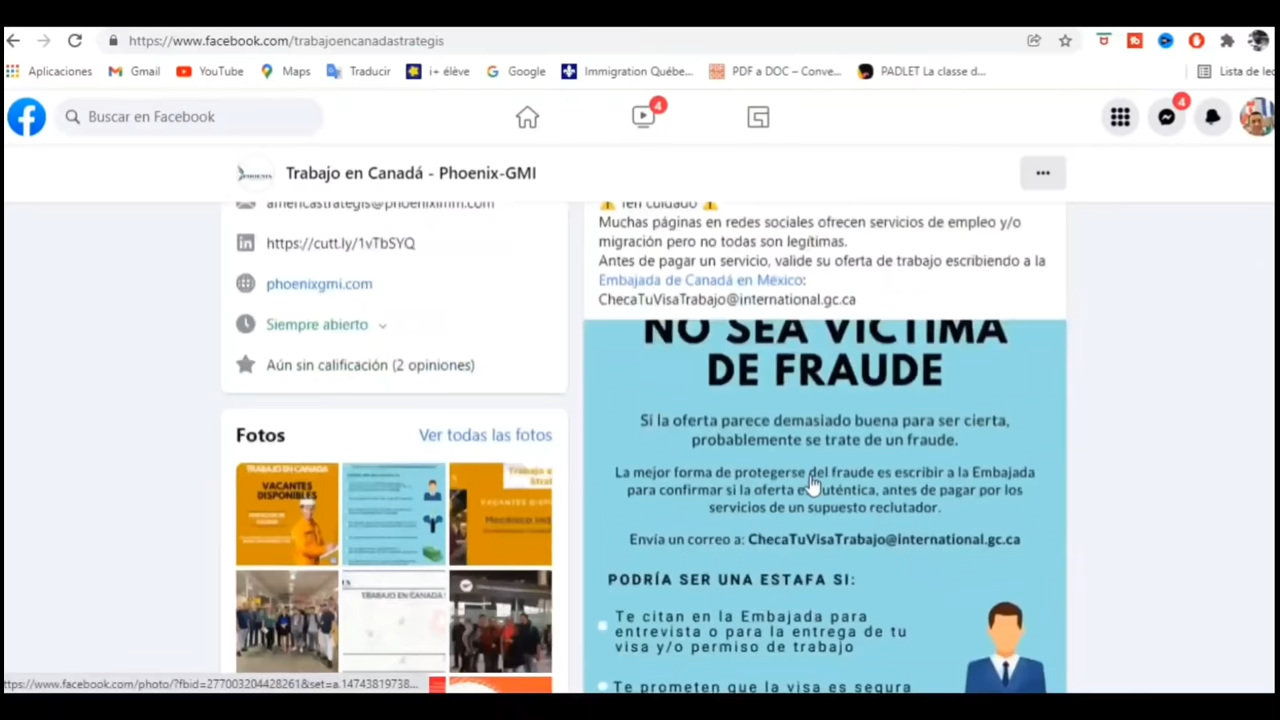 https://www.facebook.com/trabajoencanadastrategis
Aplicaciones
Gmail
YouTube
Maps
Traducir
i+ élève
Google
Immigration Québe...
PDF a DOC – Conve...
PADLET La classe d...
Lista de lec
Buscar en Facebook
4
4
Trabajo en Canadá - Phoenix-GMI
americastrategis@phoeniximm.com
https://cutt.ly/1vTbSYQ
phoenixgmi.com
Siempre abierto
Aún sin calificación (2 opiniones)
Fotos
Ver todas las fotos
TRABAJO EN CANADA
VACANTES
DISPONIBLES
TRABAJO EN CANADA
Ten cuidado
Muchas páginas en redes sociales ofrecen servicios de empleo y/o
migración pero no todas son legítimas.
Antes de pagar un servicio, valide su oferta de trabajo escribiendo a la
Embajada de Canadá en México:
ChecaTuVisaTrabajo@international.gc.ca
NO SEA VÍCTIMA
DE FRAUDE
Si la oferta parece demasiado buena para ser cierta,
probablemente se trate de un fraude.
La mejor forma de protegerse del fraude es escribir a la Embajada
para confirmar si la oferta es auténtica, antes de pagar por los
servicios de un supuesto reclutador.
Envía un correo a: ChecaTuVisaTrabajo@international.gc.ca
PODRÍA SER UNA ESTAFA SI:
Te citan en la Embajada para
entrevista o para la entrega de tu
visa y/o permiso de trabajo
Te prometen que la visa es segura
ttps://www.facebook.com/photo/?fbid=277003204428261&set=a.14743819738...